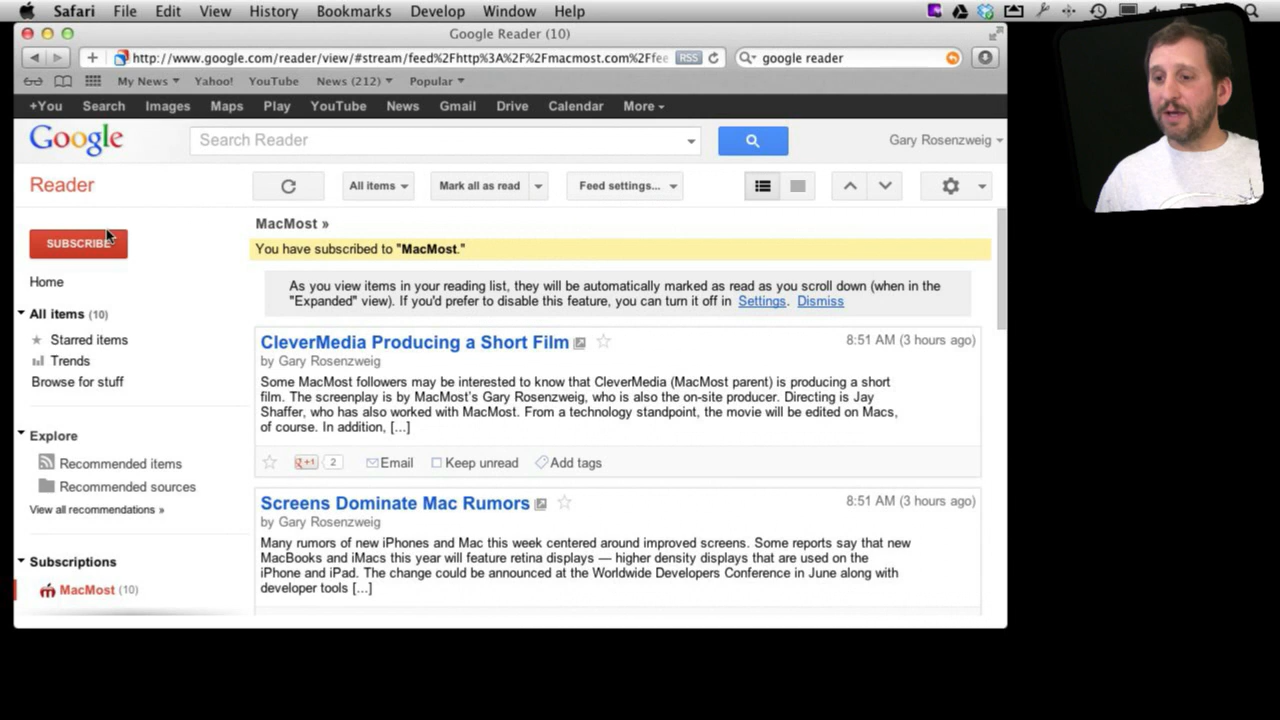 Safari File Edit View History Bookmarks Develop Window Help
Google Reader (10)
http://www.google.com/reader/view/#stream/feed%2Fhttp%3A%2F%2Fmacmost.com%2Ffee RSS google reader
My News Yahoo! YouTube News (212) Popular
+You Search Images Maps Play YouTube News Gmail Drive Calendar More
Google Search Reader Gary Rosenzweig
Reader All items Mark all as read Feed settings...
SUBSCRIBE
Home
All items (10)
Starred items
Trends
Browse for stuff
Explore
Recommended items
Recommended sources
View all recommendations »
Subscriptions
MacMost (10)
MacMost »
You have subscribed to "MacMost."
As you view items in your reading list, they will be automatically marked as read as you scroll down (when in the
"Expanded" view). If you'd prefer to disable this feature, you can turn it off in Settings. Dismiss
CleverMedia Producing a Short Film 8:51 AM (3 hours ago)
by Gary Rosenzweig
Some MacMost followers may be interested to know that CleverMedia (MacMost parent) is producing a short
film. The screenplay is by MacMost's Gary Rosenzweig, who is also the on-site producer. Directing is Jay
Shaffer, who has also worked with MacMost. From a technology standpoint, the movie will be edited on Macs,
of course. In addition, [...]
g+1 2 Email Keep unread Add tags
Screens Dominate Mac Rumors 8:51 AM (3 hours ago)
by Gary Rosenzweig
Many rumors of new iPhones and Mac this week centered around improved screens. Some reports say that new
MacBooks and iMacs this year will feature retina displays — higher density displays that are used on the
iPhone and iPad. The change could be announced at the Worldwide Developers Conference in June along with
developer tools [...]